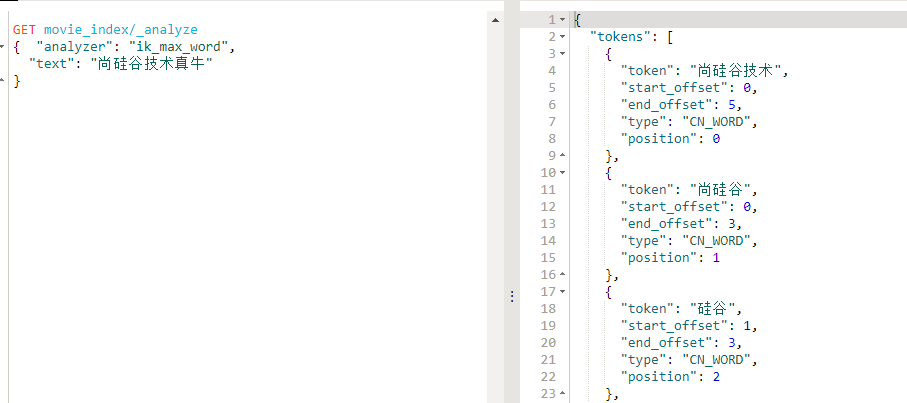 GET movie_index/_analyze
{  "analyzer": "ik_max_word",
"text": "尚硅谷技术真牛"
}
1 {
2 "tokens": [
3 {
4 "token": "尚硅谷技术",
5 "start_offset": 0,
6 "end_offset": 5,
7 "type": "CN_WORD",
8 "position": 0
9 },
10 {
11 "token": "尚硅谷",
12 "start_offset": 0,
13 "end_offset": 3,
14 "type": "CN_WORD",
15 "position": 1
16 },
17 {
18 "token": "硅谷",
19 "start_offset": 1,
20 "end_offset": 3,
21 "type": "CN_WORD",
22 "position": 2
23 },